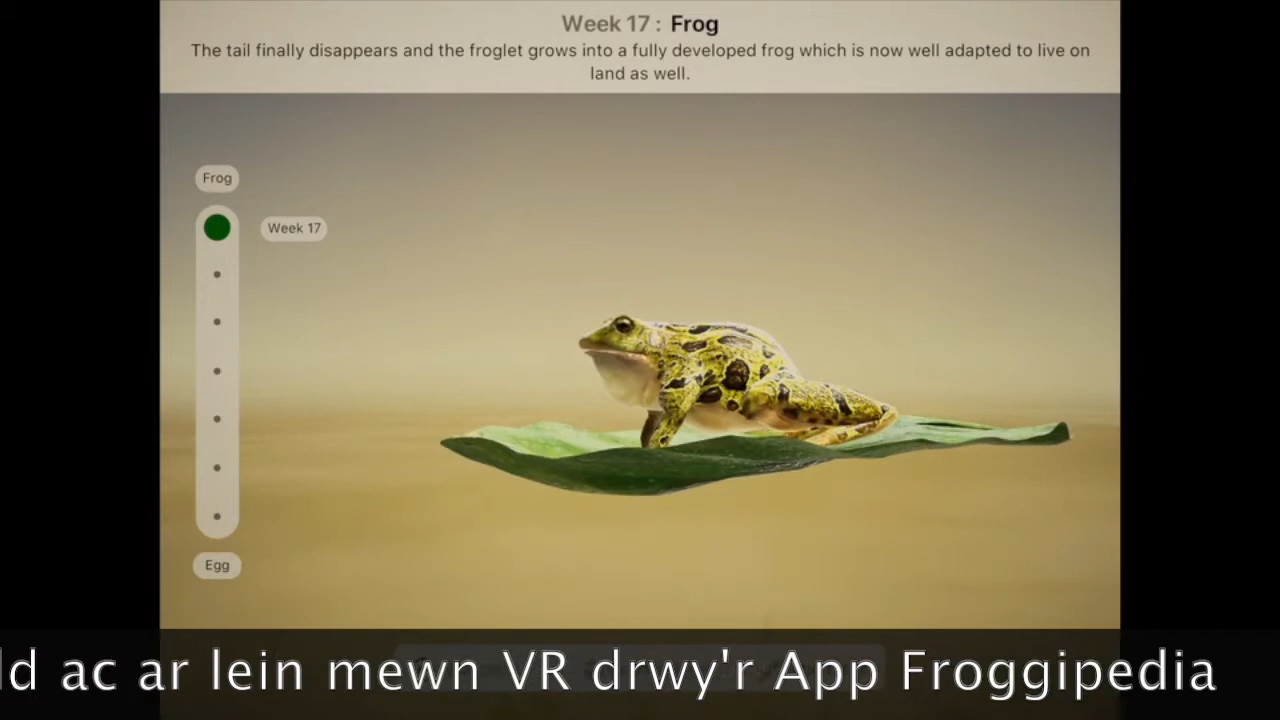 Week 17 : Frog
The tail finally disappears and the froglet grows into a fully developed frog which is now well adapted to live on
land as well.
Frog
Week 17
Egg
ac ar lein mewn VR drwy'r App Froggipedia